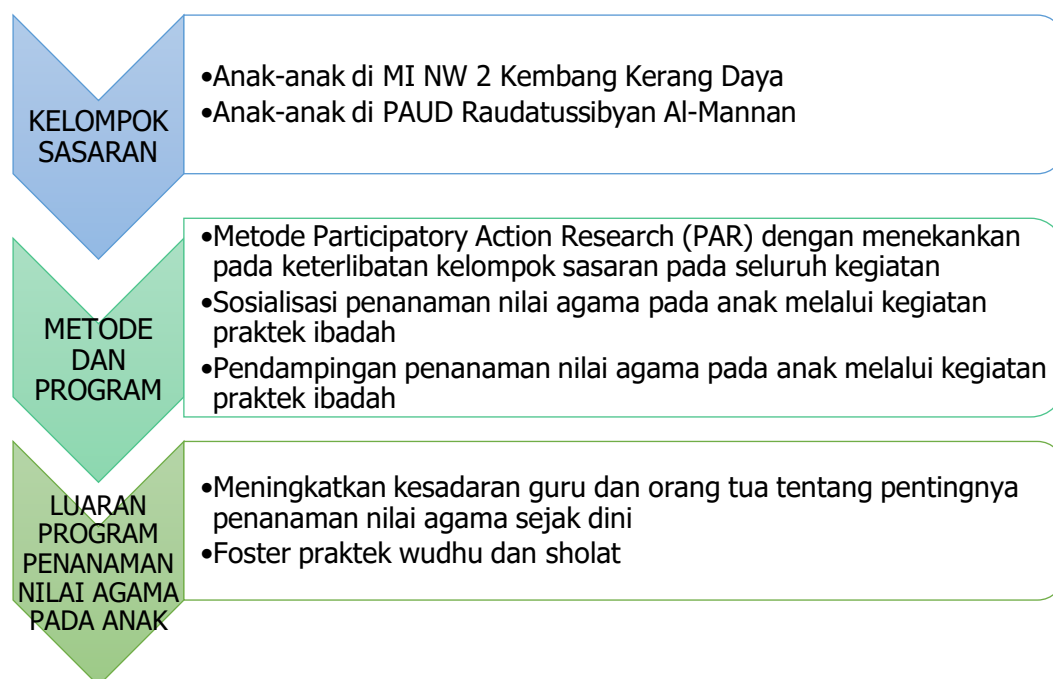 KELOMPOK
SASARAN
•Anak-anak di MI NW 2 Kembang Kerang Daya
•Anak-anak di PAUD Raudatussibyan Al-Mannan
METODE
DAN
PROGRAM
•Metode Participatory Action Research (PAR) dengan menekankan
pada keterlibatan kelompok sasaran pada seluruh kegiatan
•Sosialisasi penanaman nilai agama pada anak melalui kegiatan
praktek ibadah
•Pendampingan penanaman nilai agama pada anak melalui kegiatan
praktek ibadah
LUARAN
PROGRAM
PENANAMAN
NILAI AGAMA
PADA ANAK
•Meningkatkan kesadaran guru dan orang tua tentang pentingnya
penanaman nilai agama sejak dini
•Foster praktek wudhu dan sholat